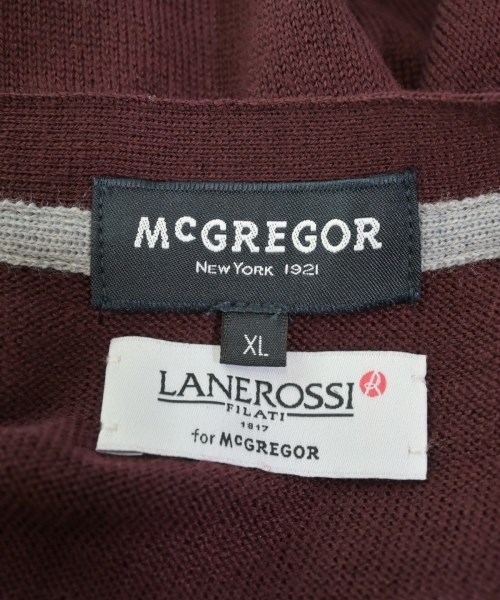 McGREGOR
NEW YORK 1921
XL
LANEROSSI R
FILATI
1817
for McGREGOR